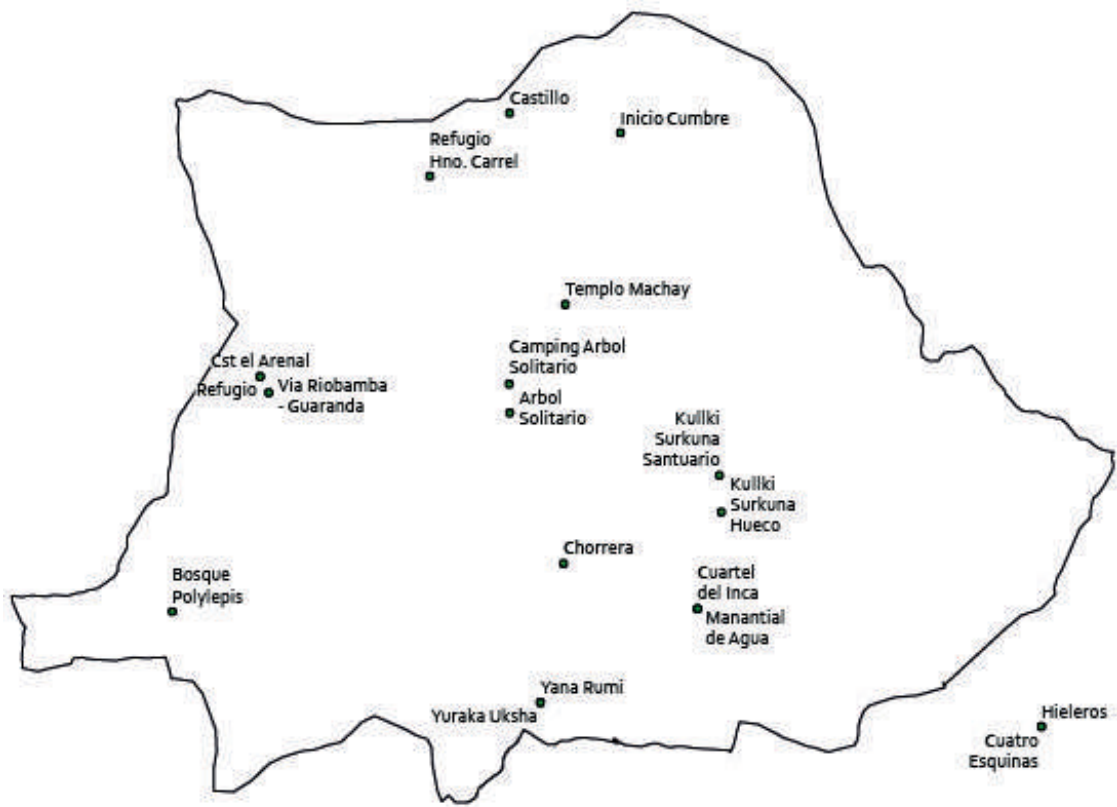 Castillo
Inicio Cumbre
Refugio
Hno. Carrel
Templo Machay
Camping Arbol
Solitario
Cst el Arenal
Refugio
Via Riobamba
- Guaranda
Arbol
Solitario
Kullki
Surkuna
Santuario
Kullki
Surkuna
Hueco
Chorrera
Bosque
Polylepis
Cuartel
del Inca
Manantial
de Agua
Yana Rumi
Yuraka Uksha
Hieleros
Cuatro
Esquinas